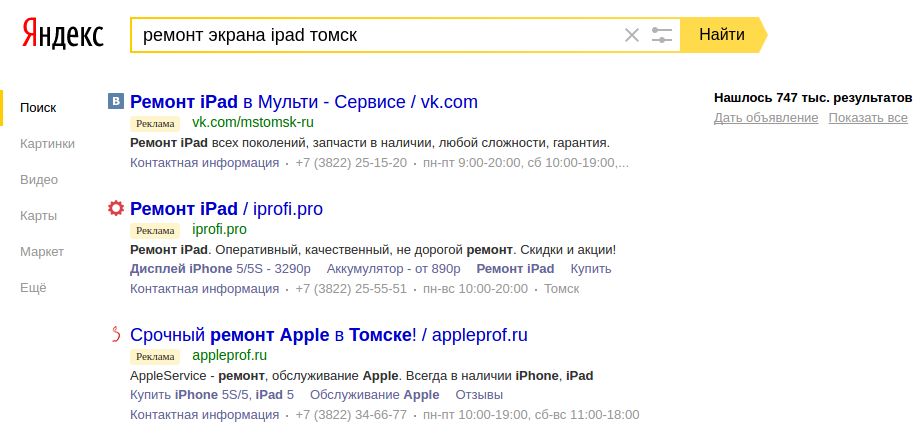 Яндекс
ремонт экрана ipad томск
Найти
Поиск
Картинки
Видео
Карты
Маркет
Ещё
Ремонт iPad в Мульти - Сервисе / vk.com
Реклама vk.com/mstomsk-ru
Ремонт iPad всех поколений, запчасти в наличии, любой сложности, гарантия.
Контактная информация · +7 (3822) 25-15-20 · пн-пт 9:00-20:00, сб 10:00-19:00,...
Ремонт iPad / iprofi.pro
Реклама iprofi.pro
Ремонт iPad. Оперативный, качественный, не дорогой ремонт. Скидки и акции!
Дисплей iPhone 5/5S - 3290р Аккумулятор - от 890р Ремонт iPad Купить
Контактная информация · +7 (3822) 25-55-51 · пн-вс 10:00-20:00 · Томск
Срочный ремонт Apple в Томске! / appleprof.ru
Реклама appleprof.ru
AppleService - ремонт, обслуживание Apple. Всегда в наличии iPhone, iPad
Купить iPhone 5S/5, iPad 5 Обслуживание Apple Отзывы
Контактная информация · +7 (3822) 34-66-77 · пн-пт 10:00-19:00, сб-вс 11:00-18:00
Нашлось 747 тыс. результатов
Дать объявление Показать все